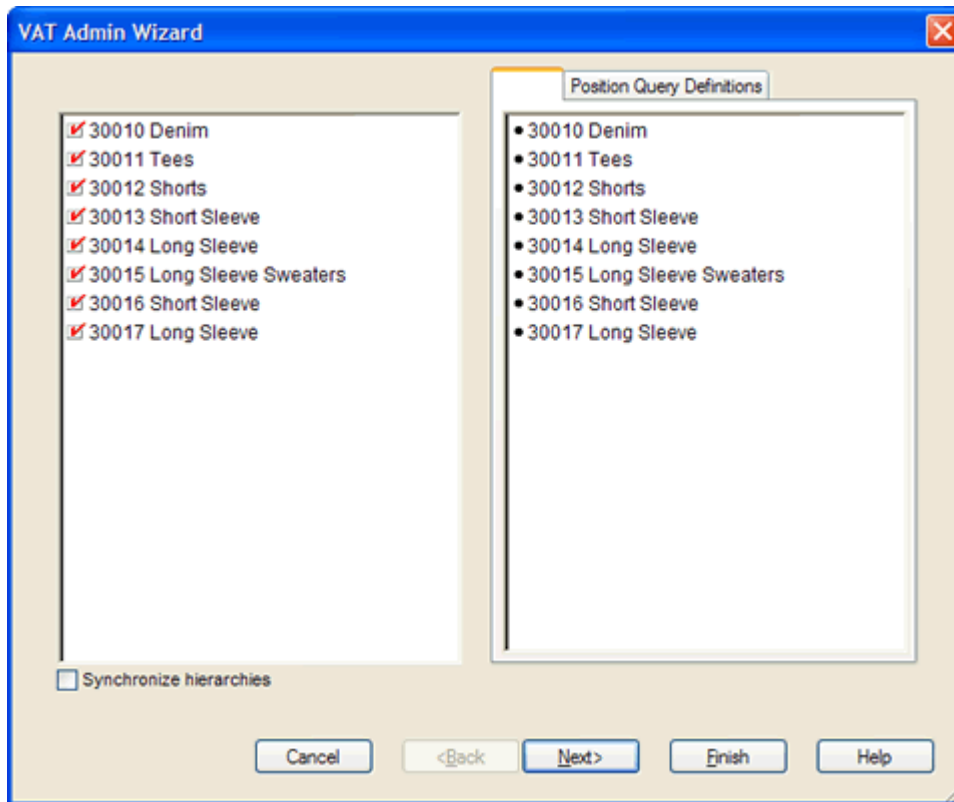 VAT Admin Wizard
Position Query Definitions
30010 Denim
30011 Tees
30012 Shorts
30013 Short Sleeve
30014 Long Sleeve
30015 Long Sleeve Sweaters
30016 Short Sleeve
30017 Long Sleeve
• 30010 Denim
• 30011 Tees
• 30012 Shorts
• 30013 Short Sleeve
• 30014 Long Sleeve
• 30015 Long Sleeve Sweaters
• 30016 Short Sleeve
• 30017 Long Sleeve
Synchronize hierarchies
Cancel <Back Next> Finish Help